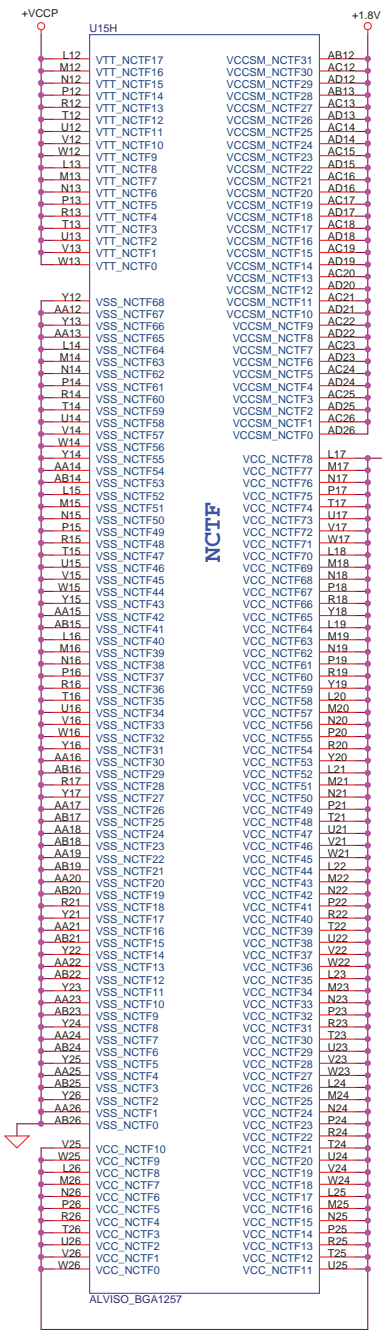 +VCCP
U15H
+1.8V
L12 VTT_NCTF17
M12 VTT_NCTF16
N12 VTT_NCTF15
P12 VTT_NCTF14
R12 VTT_NCTF13
T12 VTT_NCTF12
U12 VTT_NCTF11
V12 VTT_NCTF10
W12 VTT_NCTF9
L13 VTT_NCTF8
M13 VTT_NCTF7
N13 VTT_NCTF6
P13 VTT_NCTF5
R13 VTT_NCTF4
T13 VTT_NCTF3
U13 VTT_NCTF2
V13 VTT_NCTF1
W13 VTT_NCTF0
Y12 VSS_NCTF68
AA12 VSS_NCTF67
Y13 VSS_NCTF66
AA13 VSS_NCTF65
L14 VSS_NCTF64
M14 VSS_NCTF63
N14 VSS_NCTF62
P14 VSS_NCTF61
R14 VSS_NCTF60
T14 VSS_NCTF59
U14 VSS_NCTF58
V14 VSS_NCTF57
W14 VSS_NCTF56
Y14 VSS_NCTF55
AA14 VSS_NCTF54
AB14 VSS_NCTF53
L15 VSS_NCTF52
M15 VSS_NCTF51
N15 VSS_NCTF50
P15 VSS_NCTF49
R15 VSS_NCTF48
T15 VSS_NCTF47
U15 VSS_NCTF46
V15 VSS_NCTF45
W15 VSS_NCTF44
Y15 VSS_NCTF43
AA15 VSS_NCTF42
AB15 VSS_NCTF41
L16 VSS_NCTF40
M16 VSS_NCTF39
N16 VSS_NCTF38
P16 VSS_NCTF37
R16 VSS_NCTF36
T16 VSS_NCTF35
U16 VSS_NCTF34
V16 VSS_NCTF33
W16 VSS_NCTF32
Y16 VSS_NCTF31
AA16 VSS_NCTF30
AB16 VSS_NCTF29
R17 VSS_NCTF28
Y17 VSS_NCTF27
AA17 VSS_NCTF26
AB17 VSS_NCTF25
AA18 VSS_NCTF24
AB18 VSS_NCTF23
AA19 VSS_NCTF22
AB19 VSS_NCTF21
AA20 VSS_NCTF20
AB20 VSS_NCTF19
R21 VSS_NCTF18
Y21 VSS_NCTF17
AA21 VSS_NCTF16
AB21 VSS_NCTF15
Y22 VSS_NCTF14
AA22 VSS_NCTF13
AB22 VSS_NCTF12
Y23 VSS_NCTF11
AA23 VSS_NCTF10
AB23 VSS_NCTF9
Y24 VSS_NCTF8
AA24 VSS_NCTF7
AB24 VSS_NCTF6
Y25 VSS_NCTF5
AA25 VSS_NCTF4
AB25 VSS_NCTF3
Y26 VSS_NCTF2
AA26 VSS_NCTF1
AB26 VSS_NCTF0
V25 VCC_NCTF10
W25 VCC_NCTF9
L26 VCC_NCTF8
M26 VCC_NCTF7
N26 VCC_NCTF6
P26 VCC_NCTF5
R26 VCC_NCTF4
T26 VCC_NCTF3
U26 VCC_NCTF2
V26 VCC_NCTF1
W26 VCC_NCTF0
NCTF
VCCSM_NCTF31 AB12
VCCSM_NCTF30 AC12
VCCSM_NCTF29 AD12
VCCSM_NCTF28 AB13
VCCSM_NCTF27 AC13
VCCSM_NCTF26 AD13
VCCSM_NCTF25 AC14
VCCSM_NCTF24 AD14
VCCSM_NCTF23 AC15
VCCSM_NCTF22 AD15
VCCSM_NCTF21 AC16
VCCSM_NCTF20 AD16
VCCSM_NCTF19 AC17
VCCSM_NCTF18 AD17
VCCSM_NCTF17 AC18
VCCSM_NCTF16 AD18
VCCSM_NCTF15 AC19
VCCSM_NCTF14 AD19
VCCSM_NCTF13 AC20
VCCSM_NCTF12 AD20
VCCSM_NCTF11 AC21
VCCSM_NCTF10 AD21
VCCSM_NCTF9 AC22
VCCSM_NCTF8 AD22
VCCSM_NCTF7 AC23
VCCSM_NCTF6 AD23
VCCSM_NCTF5 AC24
VCCSM_NCTF4 AD24
VCCSM_NCTF3 AC25
VCCSM_NCTF2 AD25
VCCSM_NCTF1 AC26
VCCSM_NCTF0 AD26
VCC_NCTF78 L17
VCC_NCTF77 M17
VCC_NCTF76 N17
VCC_NCTF75 P17
VCC_NCTF74 T17
VCC_NCTF73 U17
VCC_NCTF72 V17
VCC_NCTF71 W17
VCC_NCTF70 L18
VCC_NCTF69 M18
VCC_NCTF68 N18
VCC_NCTF67 P18
VCC_NCTF66 R18
VCC_NCTF65 Y18
VCC_NCTF64 L19
VCC_NCTF63 M19
VCC_NCTF62 N19
VCC_NCTF61 P19
VCC_NCTF60 R19
VCC_NCTF59 Y19
VCC_NCTF58 L20
VCC_NCTF57 M20
VCC_NCTF56 N20
VCC_NCTF55 P20
VCC_NCTF54 R20
VCC_NCTF53 Y20
VCC_NCTF52 L21
VCC_NCTF51 M21
VCC_NCTF50 N21
VCC_NCTF49 P21
VCC_NCTF48 T21
VCC_NCTF47 U21
VCC_NCTF46 V21
VCC_NCTF45 W21
VCC_NCTF44 L22
VCC_NCTF43 M22
VCC_NCTF42 N22
VCC_NCTF41 P22
VCC_NCTF40 R22
VCC_NCTF39 T22
VCC_NCTF38 U22
VCC_NCTF37 V22
VCC_NCTF36 W22
VCC_NCTF35 L23
VCC_NCTF34 M23
VCC_NCTF33 N23
VCC_NCTF32 P23
VCC_NCTF31 R23
VCC_NCTF30 T23
VCC_NCTF29 U23
VCC_NCTF28 V23
VCC_NCTF27 W23
VCC_NCTF26 L24
VCC_NCTF25 M24
VCC_NCTF24 N24
VCC_NCTF23 P24
VCC_NCTF22 R24
VCC_NCTF21 T24
VCC_NCTF20 U24
VCC_NCTF19 V24
VCC_NCTF18 W24
VCC_NCTF17 L25
VCC_NCTF16 M25
VCC_NCTF15 N25
VCC_NCTF14 P25
VCC_NCTF13 R25
VCC_NCTF12 T25
VCC_NCTF11 U25
ALVISO_BGA1257